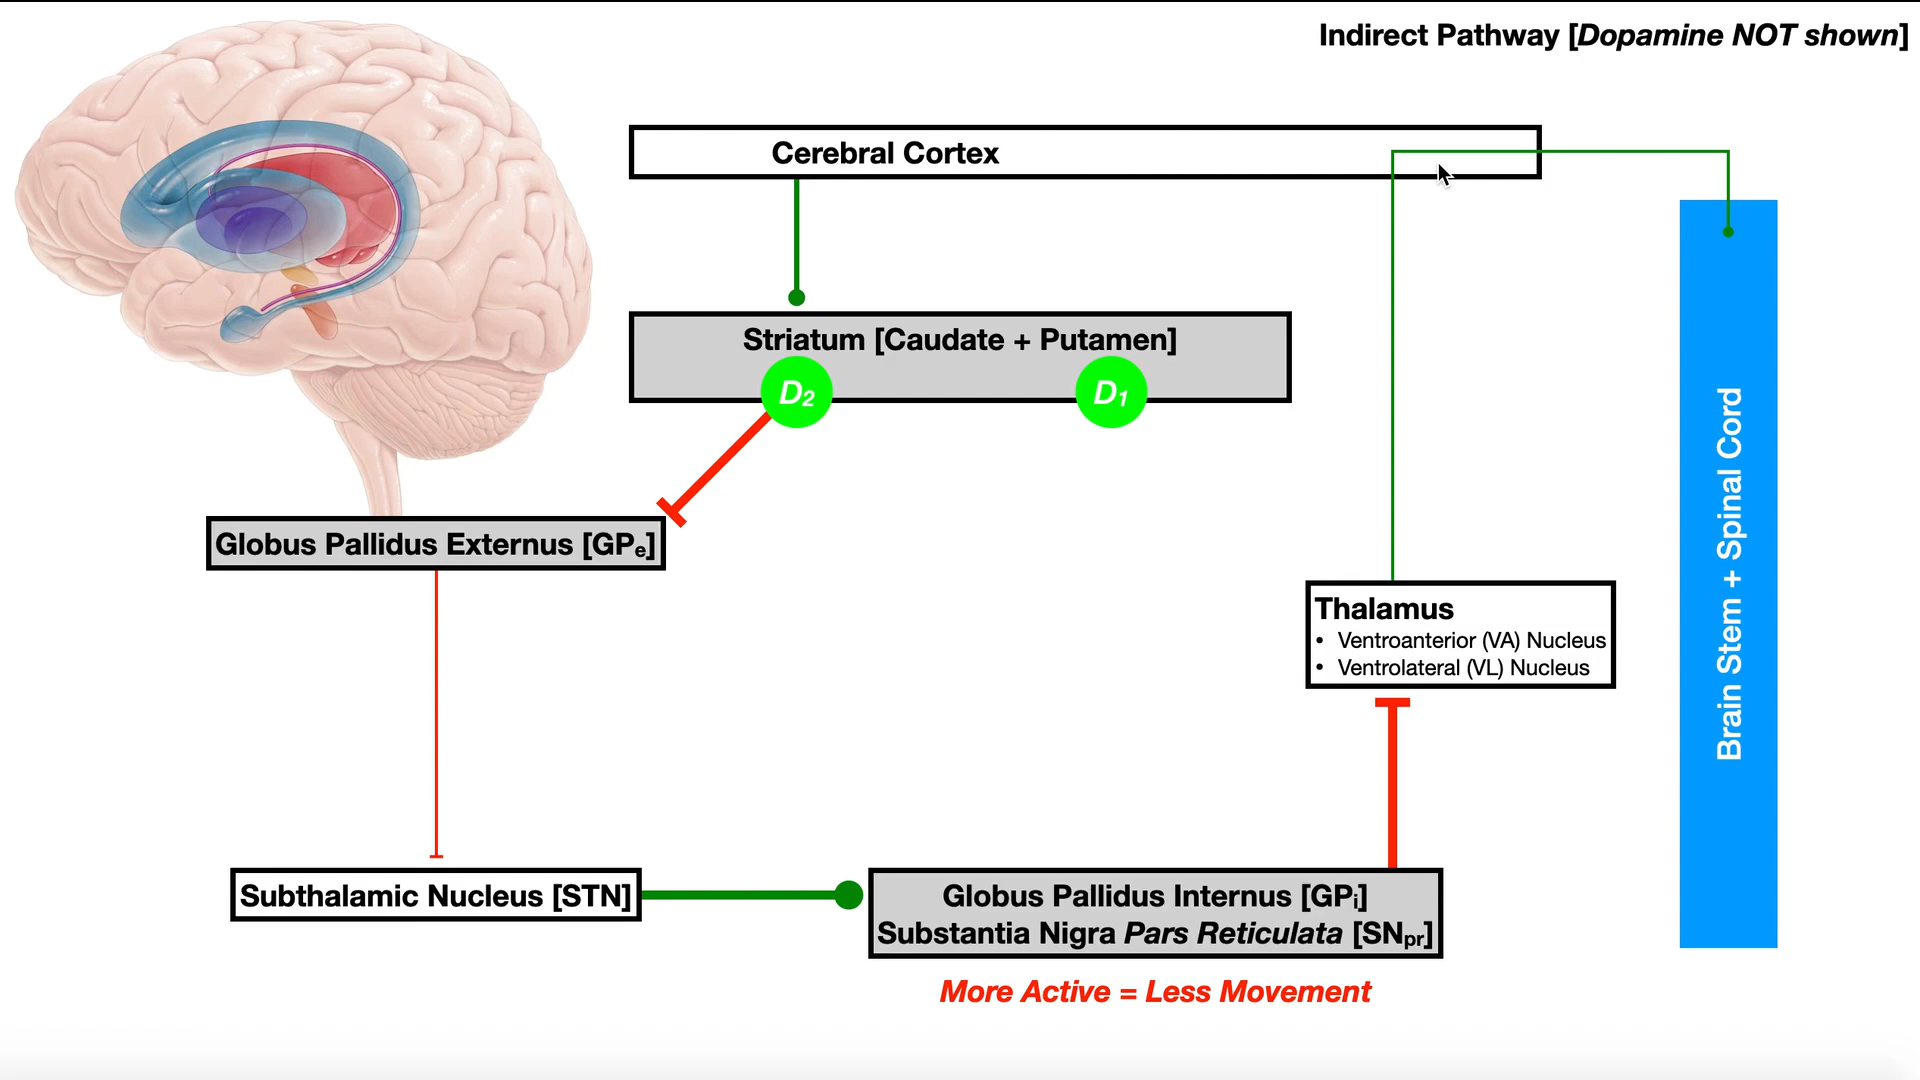 Indirect Pathway [Dopamine NOT shown]
Cerebral Cortex
Striatum [Caudate + Putamen]
D₂
D₁
Globus Pallidus Externus [GPₑ]
Thalamus
• Ventroanterior (VA) Nucleus
• Ventrolateral (VL) Nucleus
Brain Stem + Spinal Cord
Subthalamic Nucleus [STN]
Globus Pallidus Internus [GPᵢ]
Substantia Nigra Pars Reticulata [SNpr]
More Active = Less Movement